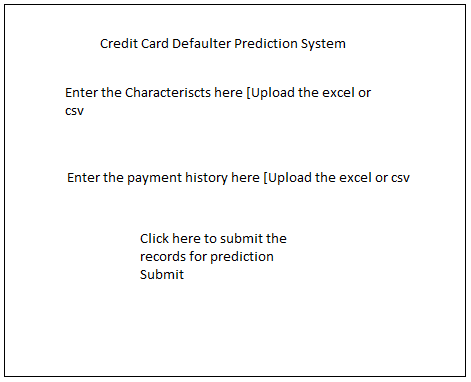 Credit Card Defaulter Prediction System
Enter the Characteriscts here [Upload the excel or
csv
Enter the payment history here [Upload the excel or csv
Click here to submit the
records for prediction
Submit